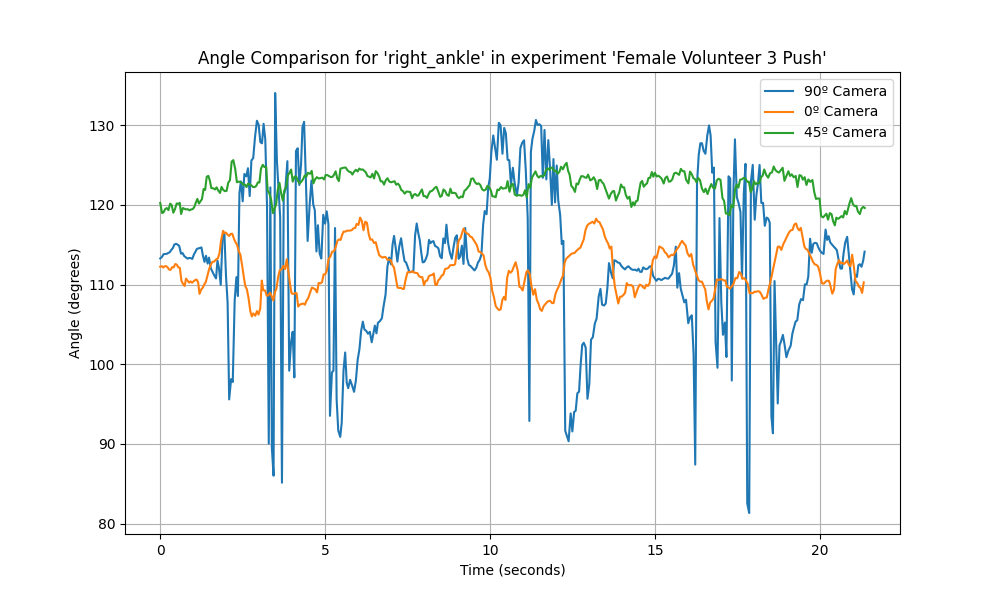 Angle Comparison for 'right_ankle' in experiment 'Female Volunteer 3 Push'
90º Camera
0º Camera
45º Camera
Angle (degrees)
130
120
110
100
90
80
0
5
10
15
20
Time (seconds)